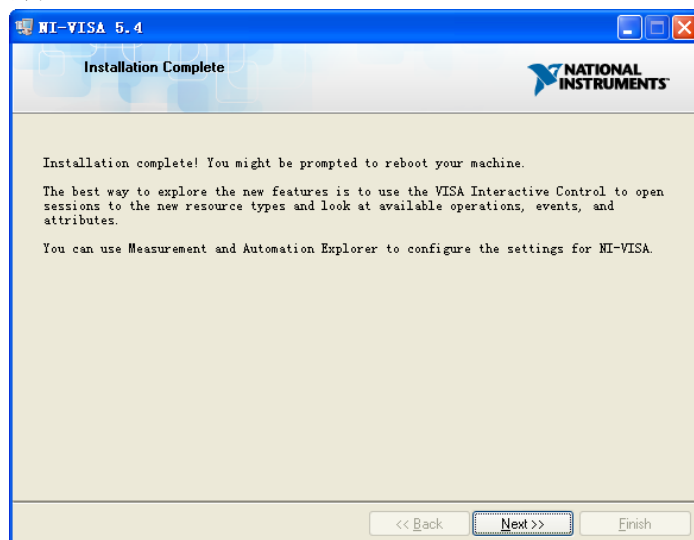 NI-VISA 5.4
Installation Complete
NATIONAL
INSTRUMENTS
Installation complete! You might be prompted to reboot your machine.
The best way to explore the new features is to use the VISA Interactive Control to open
sessions to the new resource types and look at available operations, events, and
attributes.
You can use Measurement and Automation Explorer to configure the settings for NI-VISA.
<< Back Next >> Finish